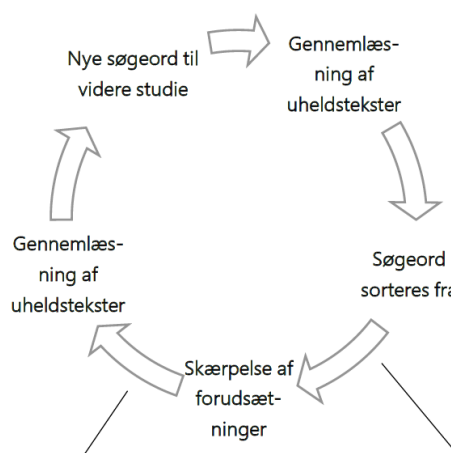 Nye søgeord til
videre studie
Gennemlæs-
ning af
uheldstekster
Søgeord
sorteres fra
Skærpelse af
forudsæt-
ninger
Gennemlæs-
ning af
uheldstekster